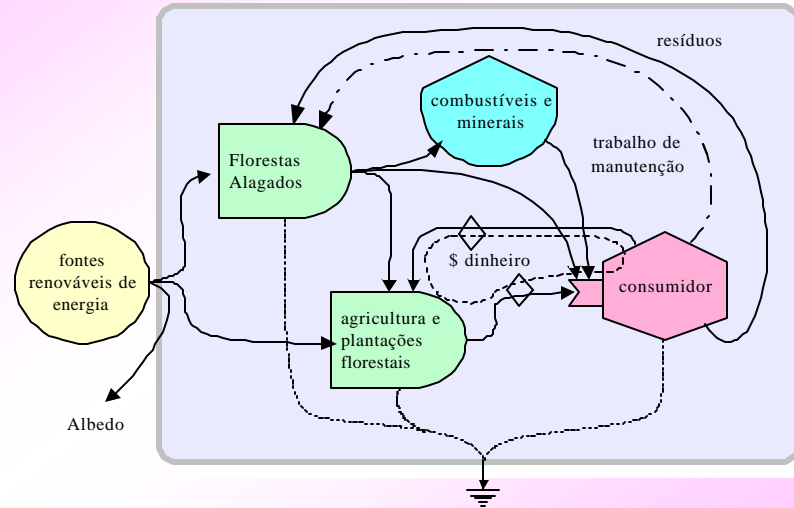 resíduos
combustíveis e
minerais
trabalho de
manutenção
Florestas
Alagados
fontes
renováveis de
energia
$ dinheiro
consumidor
agricultura e
plantações
florestais
Albedo